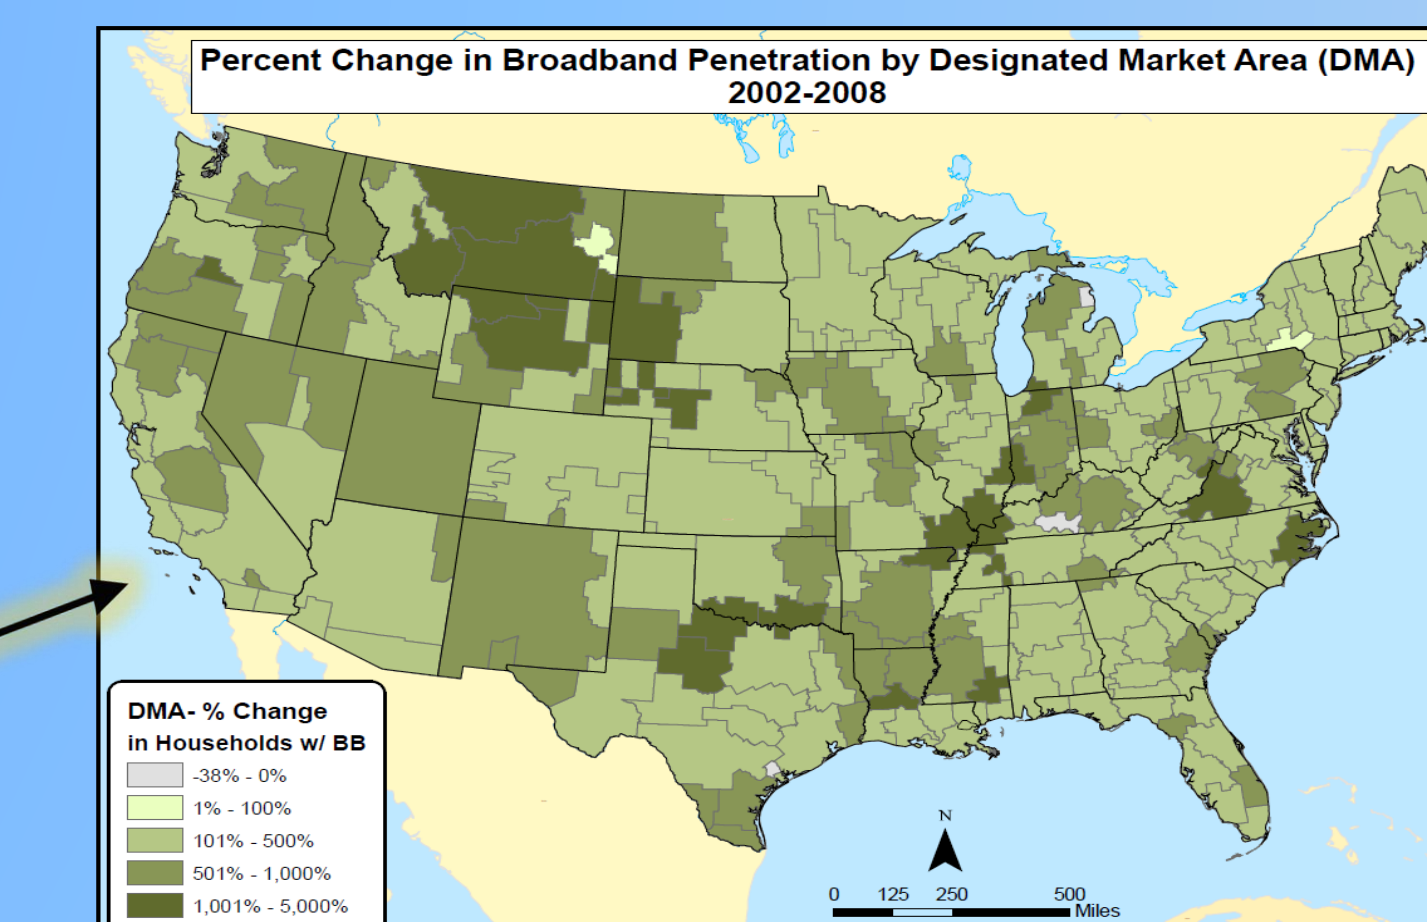 Percent Change in Broadband Penetration by Designated Market Area (DMA)
2002-2008
DMA- % Change
in Households w/ BB
-38% - 0%
1% - 100%
101% - 500%
501% - 1,000%
1,001% - 5,000%
N
0 125 250 500
Miles